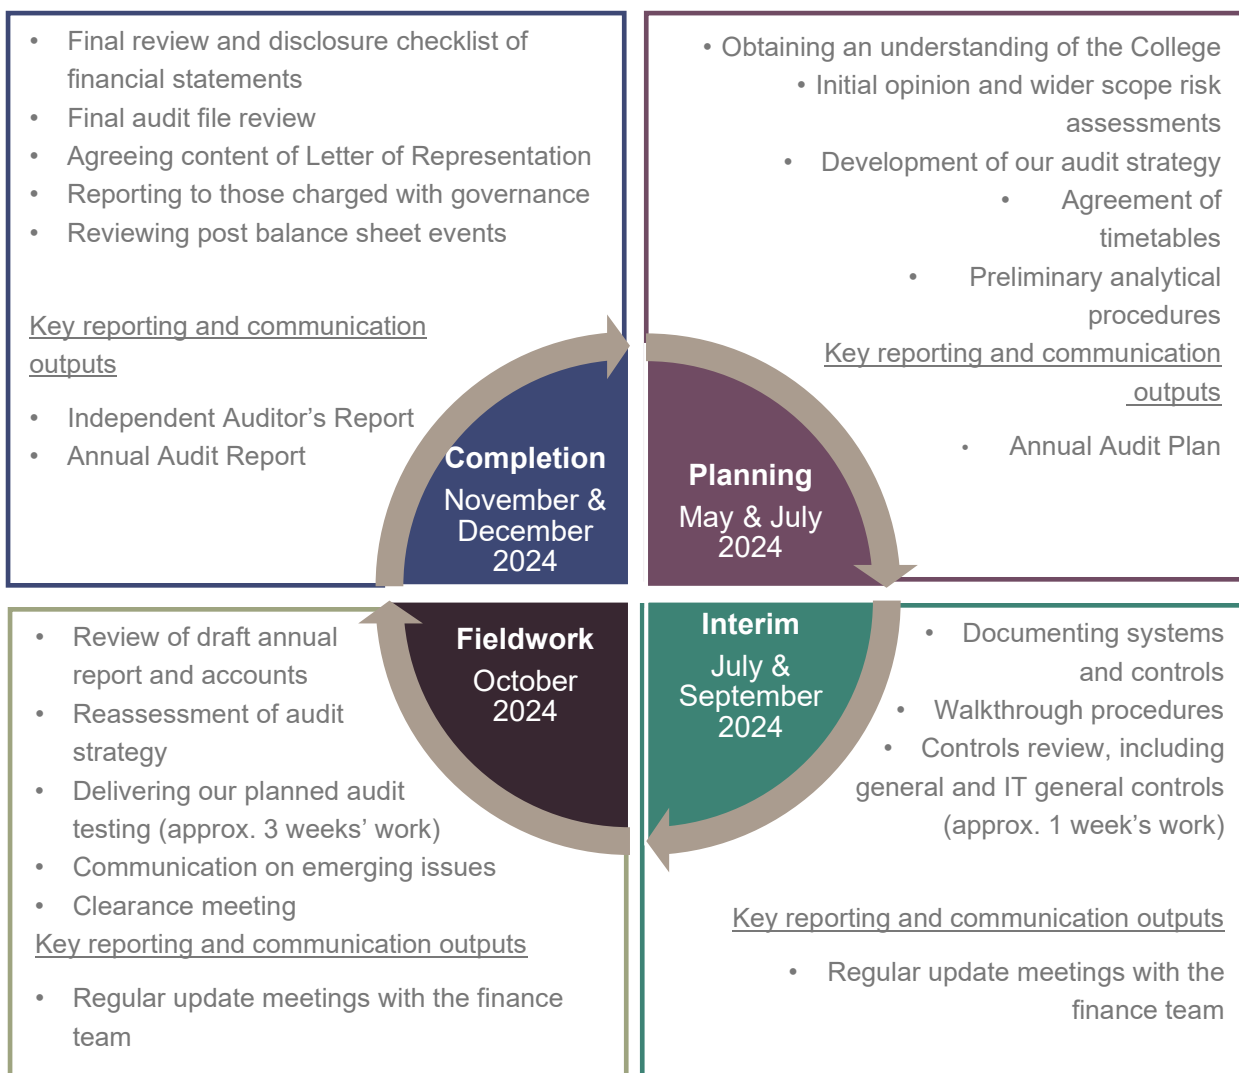 • Final review and disclosure checklist of
financial statements
• Final audit file review
• Agreeing content of Letter of Representation
• Reporting to those charged with governance
• Reviewing post balance sheet events
Key reporting and communication
outputs
• Independent Auditor’s Report
• Annual Audit Report
Completion
November &
December
2024
• Obtaining an understanding of the College
• Initial opinion and wider scope risk
assessments
• Development of our audit strategy
• Agreement of
timetables
• Preliminary analytical
procedures
Key reporting and communication
outputs
• Annual Audit Plan
Planning
May & July
2024
• Review of draft annual
report and accounts
• Reassessment of audit
strategy
• Delivering our planned audit
testing (approx. 3 weeks’ work)
• Communication on emerging issues
• Clearance meeting
Key reporting and communication outputs
• Regular update meetings with the finance
team
Fieldwork
October
2024
Interim
July &
September
2024
• Documenting systems
and controls
• Walkthrough procedures
• Controls review, including
general and IT general controls
(approx. 1 week’s work)
Key reporting and communication outputs
• Regular update meetings with the
finance team